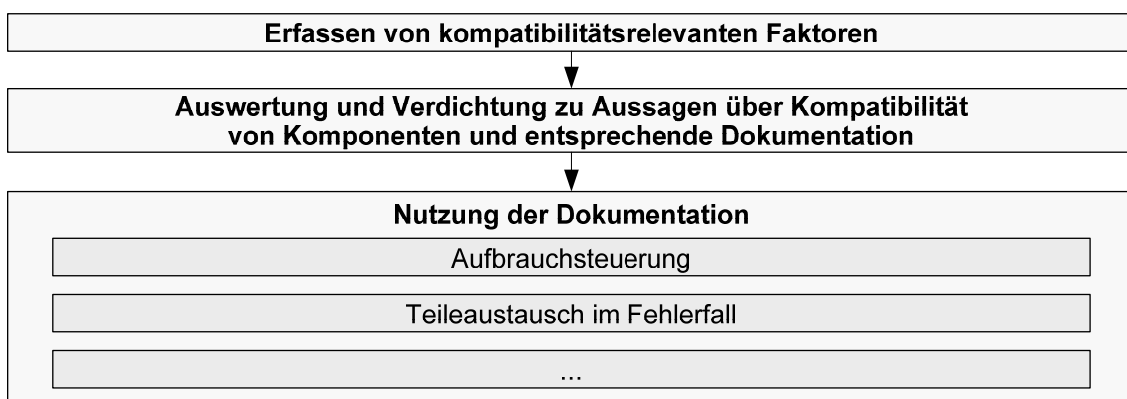 Erfassen von kompatibilitätsrelevanten Faktoren
Auswertung und Verdichtung zu Aussagen über Kompatibilität
von Komponenten und entsprechende Dokumentation
Nutzung der Dokumentation
Aufbrauchsteuerung
Teileaustausch im Fehlerfall
...